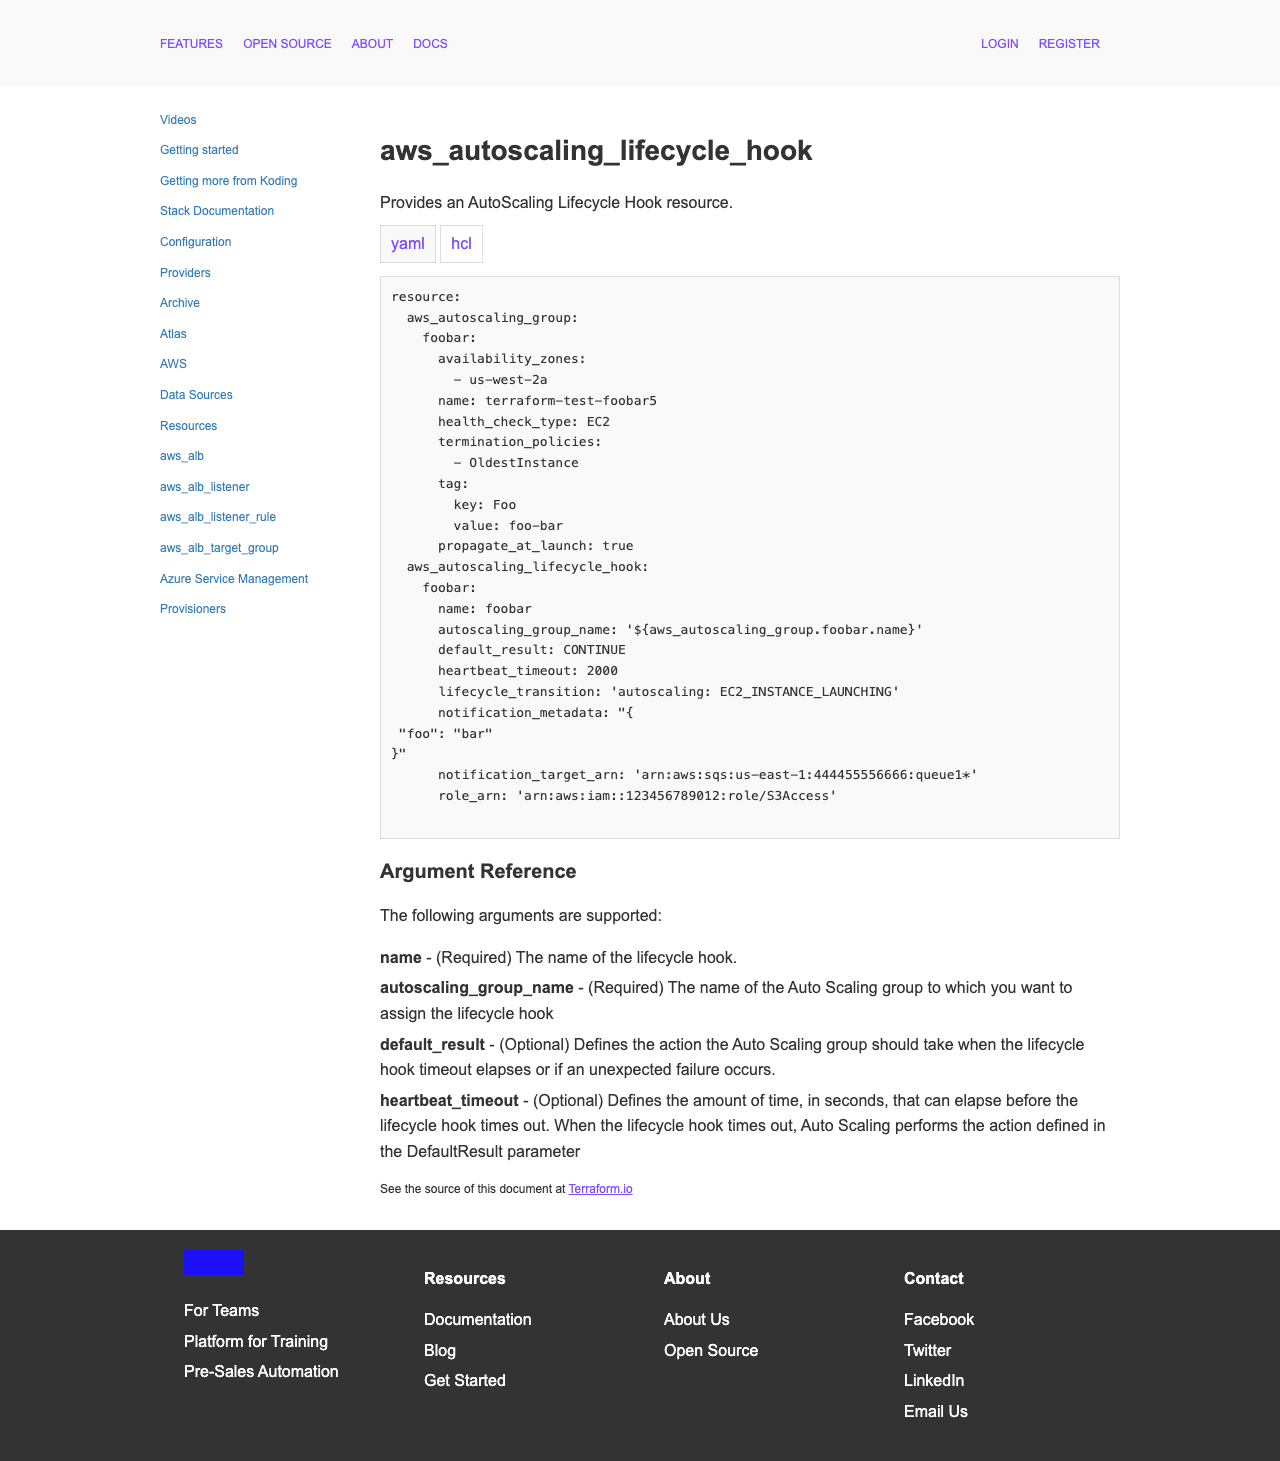 FEATURES OPEN SOURCE ABOUT DOCS LOGIN REGISTER
Videos
Getting started
Getting more from Koding
Stack Documentation
Configuration
Providers
Archive
Atlas
AWS
Data Sources
Resources
aws_alb
aws_alb_listener
aws_alb_listener_rule
aws_alb_target_group
Azure Service Management
Provisioners
aws_autoscaling_lifecycle_hook
Provides an AutoScaling Lifecycle Hook resource.
yaml hcl
resource:
  aws_autoscaling_group:
    foobar:
      availability_zones:
        - us-west-2a
      name: terraform-test-foobar5
      health_check_type: EC2
      termination_policies:
        - OldestInstance
      tag:
        key: Foo
        value: foo-bar
      propagate_at_launch: true
  aws_autoscaling_lifecycle_hook:
    foobar:
      name: foobar
      autoscaling_group_name: '${aws_autoscaling_group.foobar.name}'
      default_result: CONTINUE
      heartbeat_timeout: 2000
      lifecycle_transition: 'autoscaling: EC2_INSTANCE_LAUNCHING'
      notification_metadata: "{
 "foo": "bar"
}"
      notification_target_arn: 'arn:aws:sqs:us-east-1:444455556666:queue1*'
      role_arn: 'arn:aws:iam::123456789012:role/S3Access'
Argument Reference
The following arguments are supported:
name - (Required) The name of the lifecycle hook.
autoscaling_group_name - (Required) The name of the Auto Scaling group to which you want to
assign the lifecycle hook
default_result - (Optional) Defines the action the Auto Scaling group should take when the lifecycle
hook timeout elapses or if an unexpected failure occurs.
heartbeat_timeout - (Optional) Defines the amount of time, in seconds, that can elapse before the
lifecycle hook times out. When the lifecycle hook times out, Auto Scaling performs the action defined in
the DefaultResult parameter
See the source of this document at Terraform.io
For Teams
Platform for Training
Pre-Sales Automation
Resources
Documentation
Blog
Get Started
About
About Us
Open Source
Contact
Facebook
Twitter
LinkedIn
Email Us